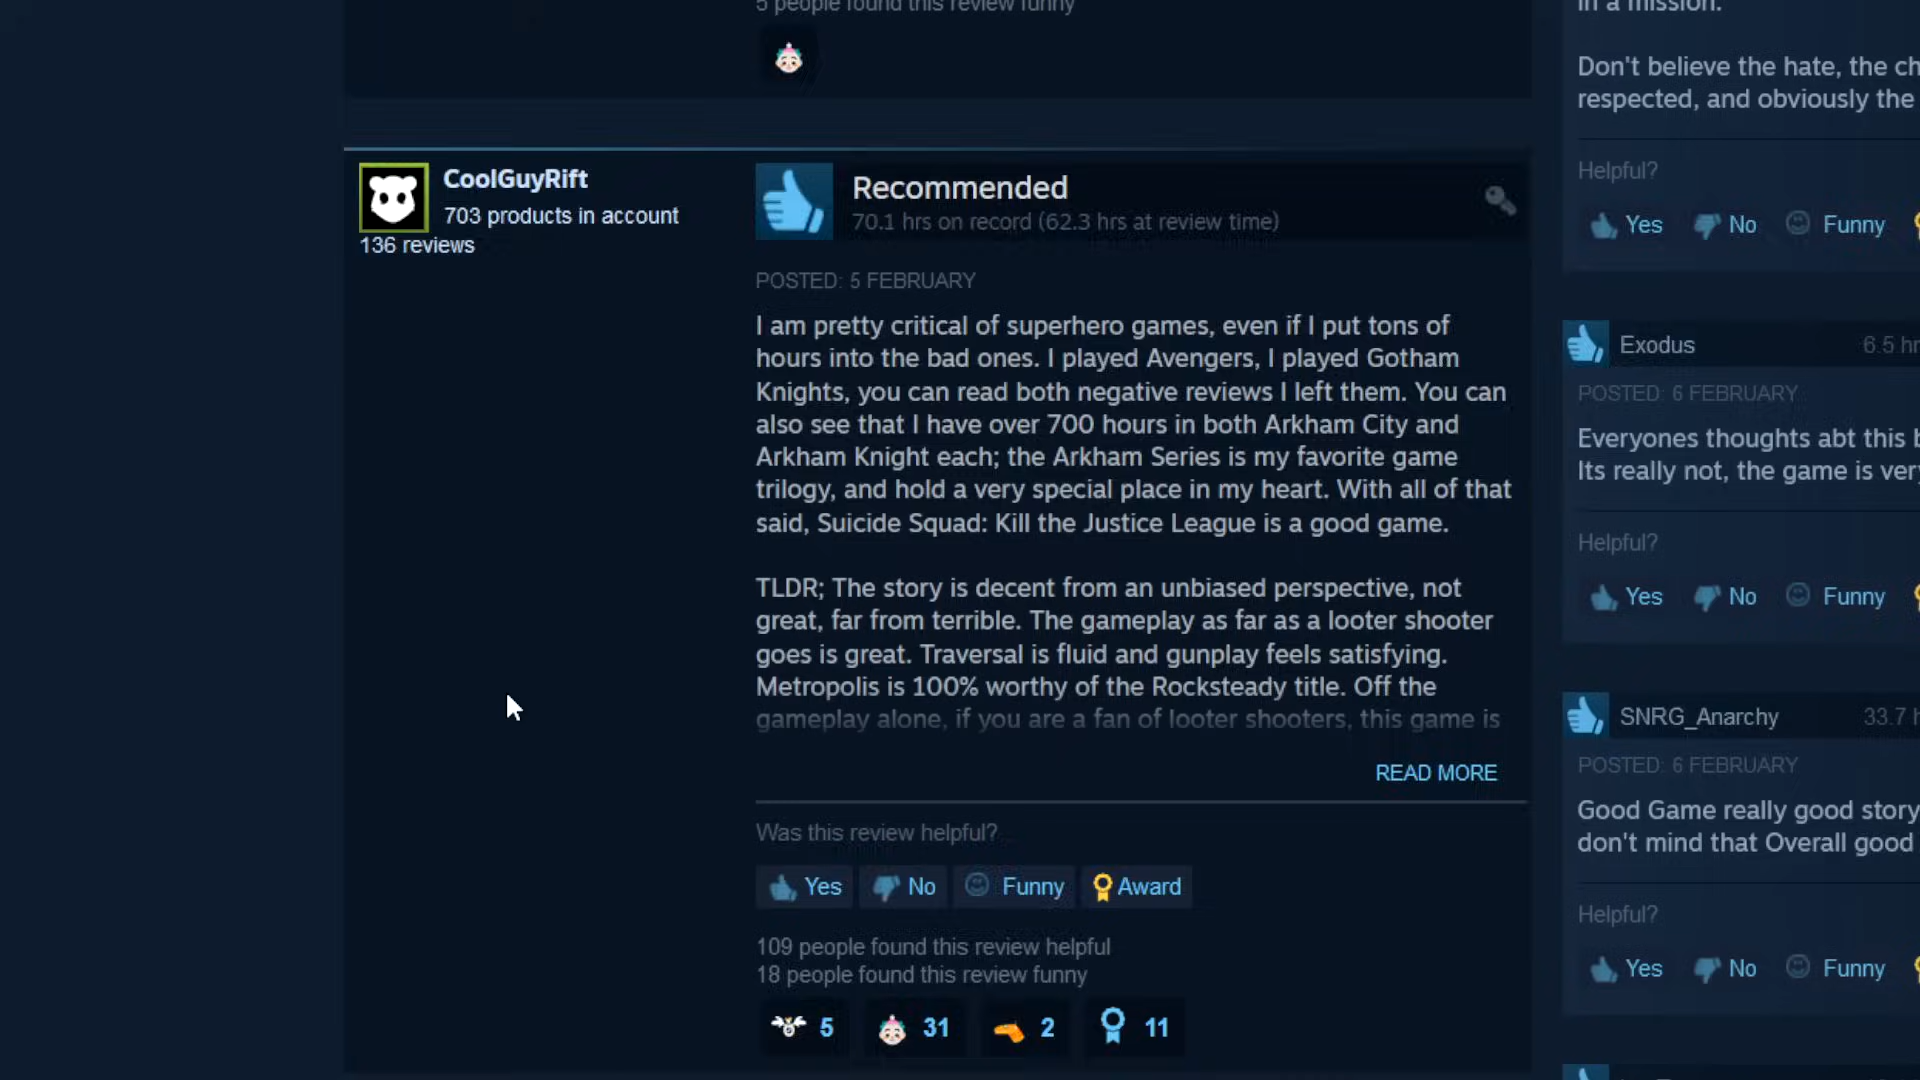 5 people found this review funny
CoolGuyRift
703 products in account
136 reviews
Recommended
70.1 hrs on record (62.3 hrs at review time)
POSTED: 5 FEBRUARY
I am pretty critical of superhero games, even if I put tons of
hours into the bad ones. I played Avengers, I played Gotham
Knights, you can read both negative reviews I left them. You can
also see that I have over 700 hours in both Arkham City and
Arkham Knight each; the Arkham Series is my favorite game
trilogy, and hold a very special place in my heart. With all of that
said, Suicide Squad: Kill the Justice League is a good game.
TLDR; The story is decent from an unbiased perspective, not
great, far from terrible. The gameplay as far as a looter shooter
goes is great. Traversal is fluid and gunplay feels satisfying.
Metropolis is 100% worthy of the Rocksteady title. Off the
gameplay alone, if you are a fan of looter shooters, this game is
READ MORE
Was this review helpful?
Yes No Funny Award
109 people found this review helpful
18 people found this review funny
5 31 2 11
in a mission.
Don't believe the hate, the
respected, and obviously the
Helpful?
Yes No Funny
Exodus 6.5
POSTED: 6 FEBRUARY
Everyones thoughts abt this
Its really not, the game is
Helpful?
Yes No Funny
SNRG_Anarchy 33.7
POSTED: 6 FEBRUARY
Good Game really good story
don't mind that Overall good
Helpful?
Yes No Funny